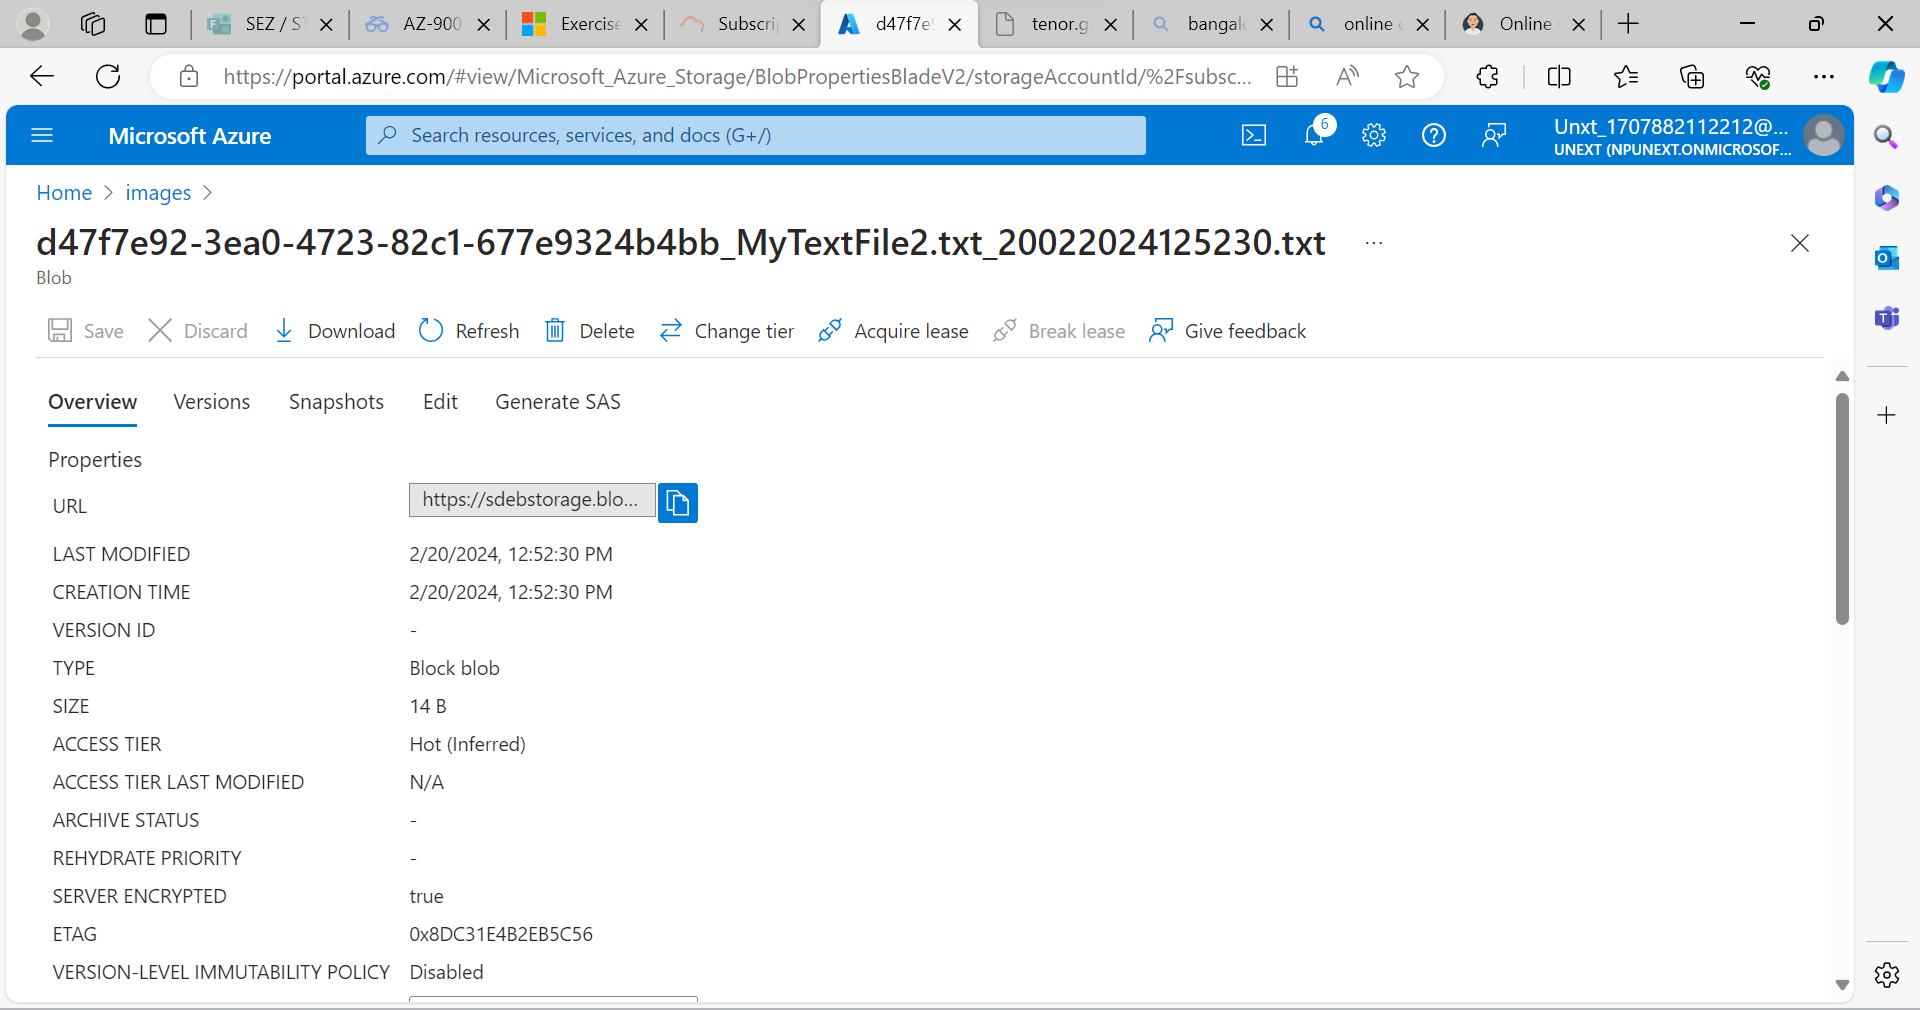 SEZ / ST
AZ-900
Exercise
Subscri
d47f7e9
tenor.g
bangalo
online
Online
https://portal.azure.com/#view/Microsoft_Azure_Storage/BlobPropertiesBladeV2/storageAccountId/%2Fsubsc...
Microsoft Azure
Search resources, services, and docs (G+/)
6
Unxt_1707882112212@...
UNEXT (NPUNEXT.ONMICROSOF...
Home > images >
d47f7e92-3ea0-4723-82c1-677e9324b4bb_MyTextFile2.txt_20022024125230.txt ...
Blob
Save Discard Download Refresh Delete Change tier Acquire lease Break lease Give feedback
Overview Versions Snapshots Edit Generate SAS
Properties
URL https://sdebstorage.blo...
LAST MODIFIED 2/20/2024, 12:52:30 PM
CREATION TIME 2/20/2024, 12:52:30 PM
VERSION ID -
TYPE Block blob
SIZE 14 B
ACCESS TIER Hot (Inferred)
ACCESS TIER LAST MODIFIED N/A
ARCHIVE STATUS -
REHYDRATE PRIORITY -
SERVER ENCRYPTED true
ETAG 0x8DC31E4B2EB5C56
VERSION-LEVEL IMMUTABILITY POLICY Disabled